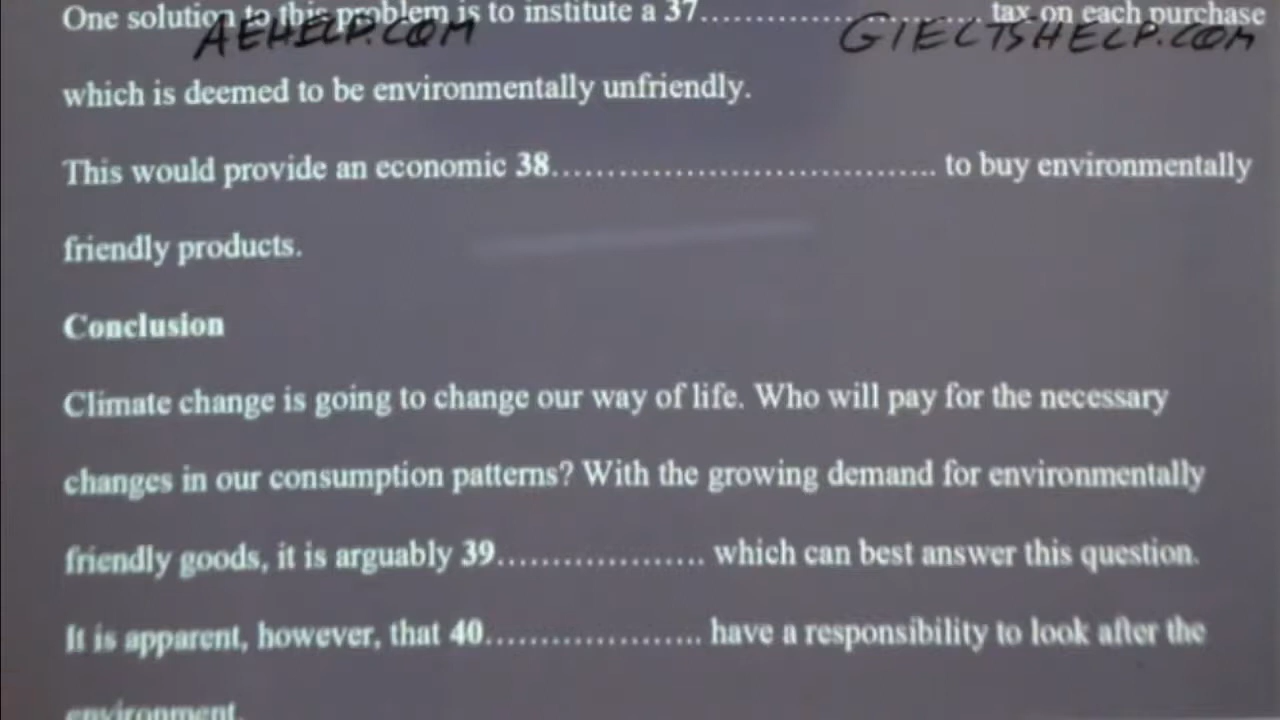 One solution to this problem is to institute a 37.............................. tax on each purchase
AEHELP.COM
GIELTSHELP.COM
which is deemed to be environmentally unfriendly.
This would provide an economic 38................................... to buy environmentally
friendly products.
Conclusion
Climate change is going to change our way of life. Who will pay for the necessary
changes in our consumption patterns? With the growing demand for environmentally
friendly goods, it is arguably 39................... which can best answer this question.
It is apparent, however, that 40.................... have a responsibility to look after the
environment.